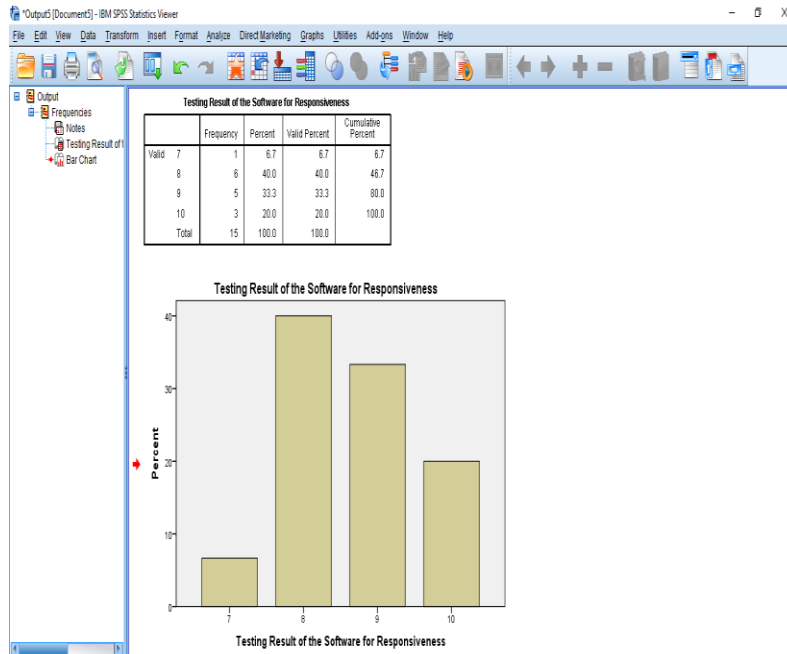 *Output5 [Document5] - IBM SPSS Statistics Viewer
File Edit View Data Transform Insert Format Analyze Direct Marketing Graphs Utilities Add-ons Window Help
Output
Frequencies
Notes
Testing Result of t
Bar Chart
Testing Result of the Software for Responsiveness
Frequency Percent Valid Percent Cumulative Percent
Valid 7 1 6.7 6.7 6.7
8 6 40.0 40.0 46.7
9 5 33.3 33.3 80.0
10 3 20.0 20.0 100.0
Total 15 100.0 100.0
Testing Result of the Software for Responsiveness
40
30
20
10
0
Percent
7 8 9 10
Testing Result of the Software for Responsiveness